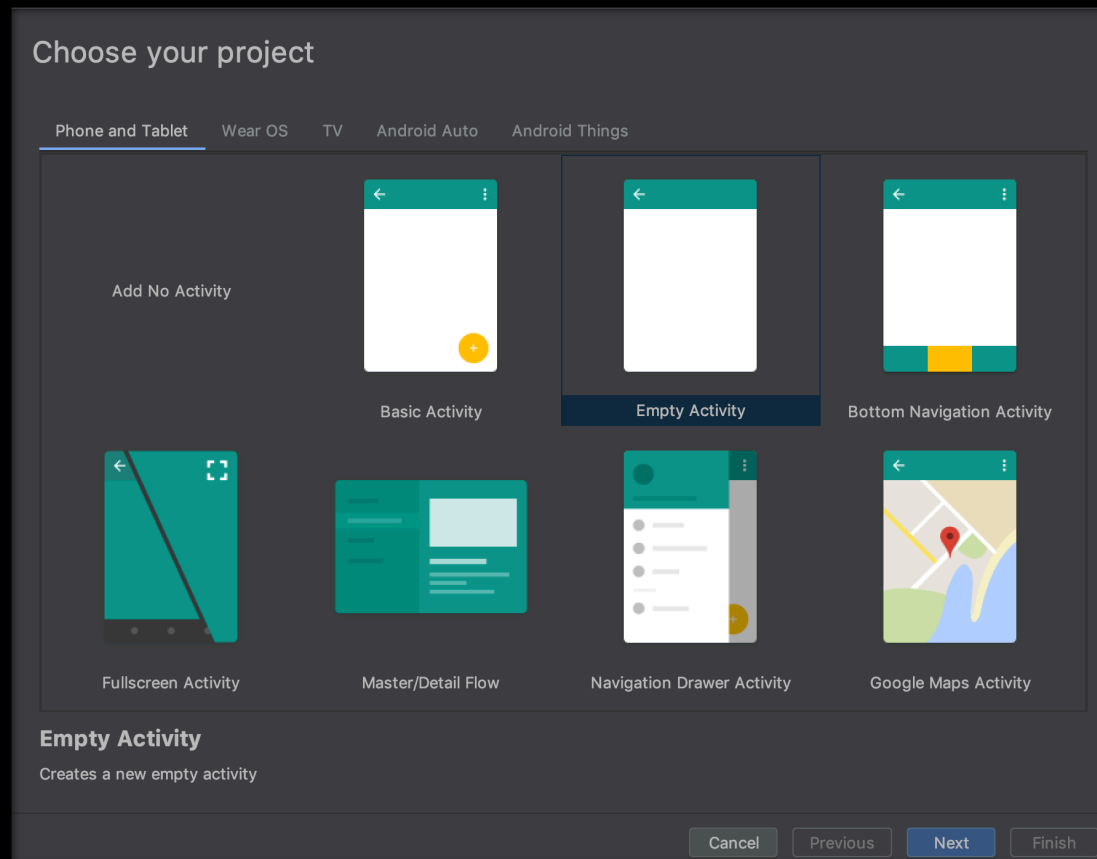 Choose your project
Phone and Tablet Wear OS TV Android Auto Android Things
Add No Activity
Basic Activity
Empty Activity
Bottom Navigation Activity
Fullscreen Activity
Master/Detail Flow
Navigation Drawer Activity
Google Maps Activity
Empty Activity
Creates a new empty activity
Cancel Previous Next Finish